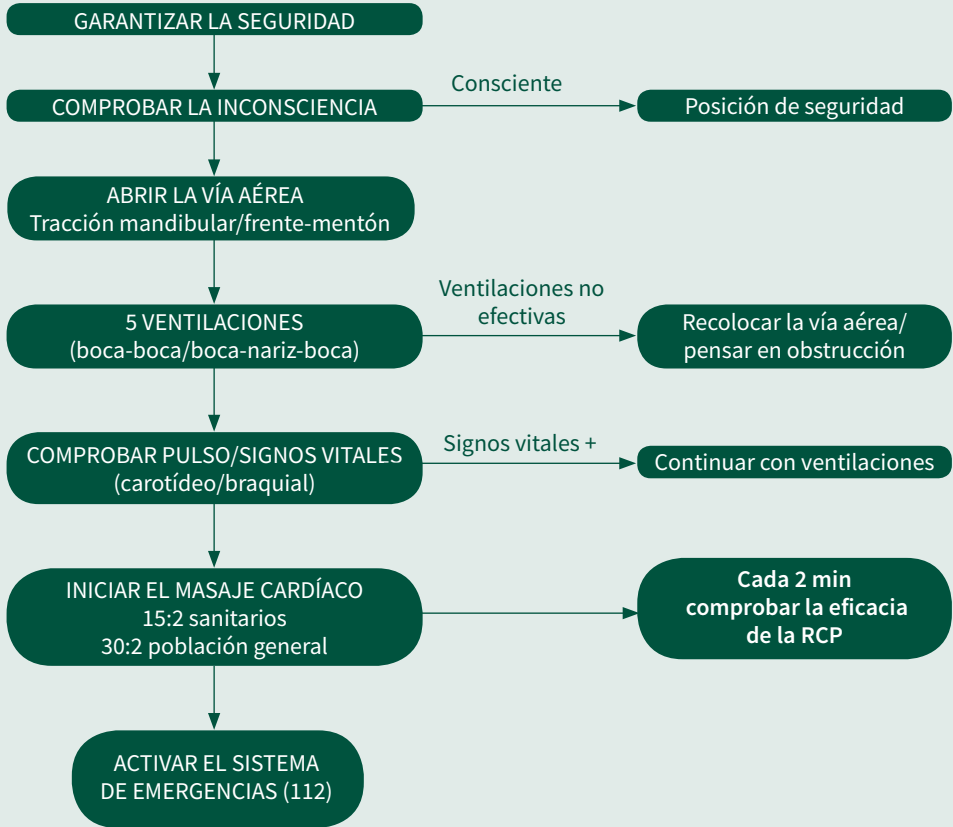 GARANTIZAR LA SEGURIDAD
COMPROBAR LA INCONSCIENCIA
Consciente
Posición de seguridad
ABRIR LA VÍA AÉREA
Tracción mandibular/frente-mentón
5 VENTILACIONES
(boca-boca/boca-nariz-boca)
Ventilaciones no
efectivas
Recolocar la vía aérea/
pensar en obstrucción
COMPROBAR PULSO/SIGNOS VITALES
(carotídeo/braquial)
Signos vitales +
Continuar con ventilaciones
INICIAR EL MASAJE CARDÍACO
15:2 sanitarios
30:2 población general
Cada 2 min
comprobar la eficacia
de la RCP
ACTIVAR EL SISTEMA
DE EMERGENCIAS (112)